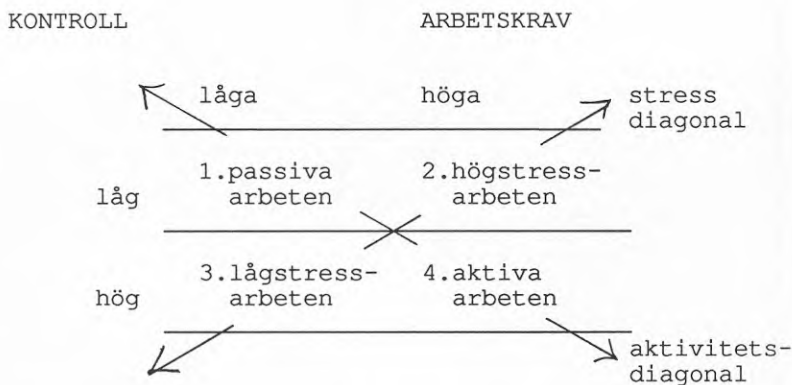 KONTROLL ARBETSKRAV
låga höga stress
diagonal
1.passiva 2.högstress-
låg arbeten arbeten
3.lågstress- 4.aktiva
hög arbeten arbeten
aktivitets-
diagonal